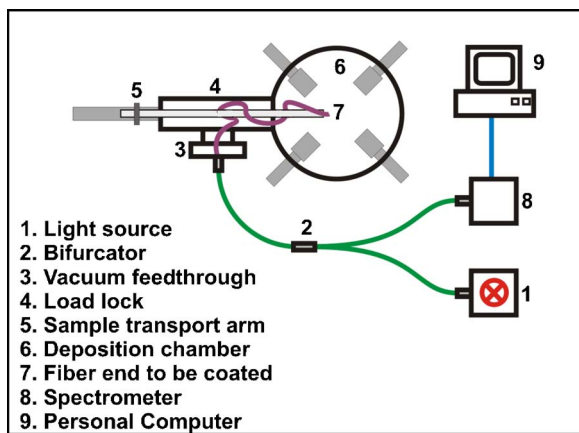 5
4
6
9
7
3
2
8
1
1. Light source
2. Bifurcator
3. Vacuum feedthrough
4. Load lock
5. Sample transport arm
6. Deposition chamber
7. Fiber end to be coated
8. Spectrometer
9. Personal Computer